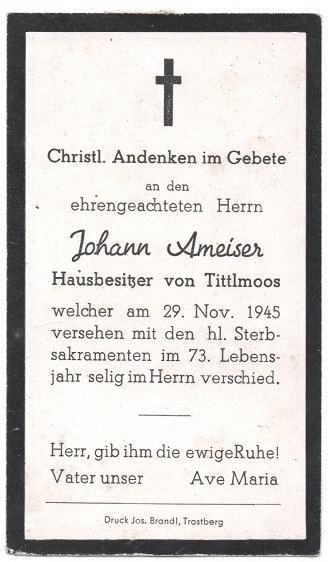 Christl. Andenken im Gebete
an den
ehrengeachteten Herrn
Johann Ameiser
Hausbesitzer von Tittlmoos
welcher am 29. Nov. 1945
versehen mit den hl. Sterb-
sakramenten im 73. Lebens-
jahr selig im Herrn verschied.
Herr, gib ihm die ewige Ruhe!
Vater unser Ave Maria
Druck Jos. Brandl, Trostberg